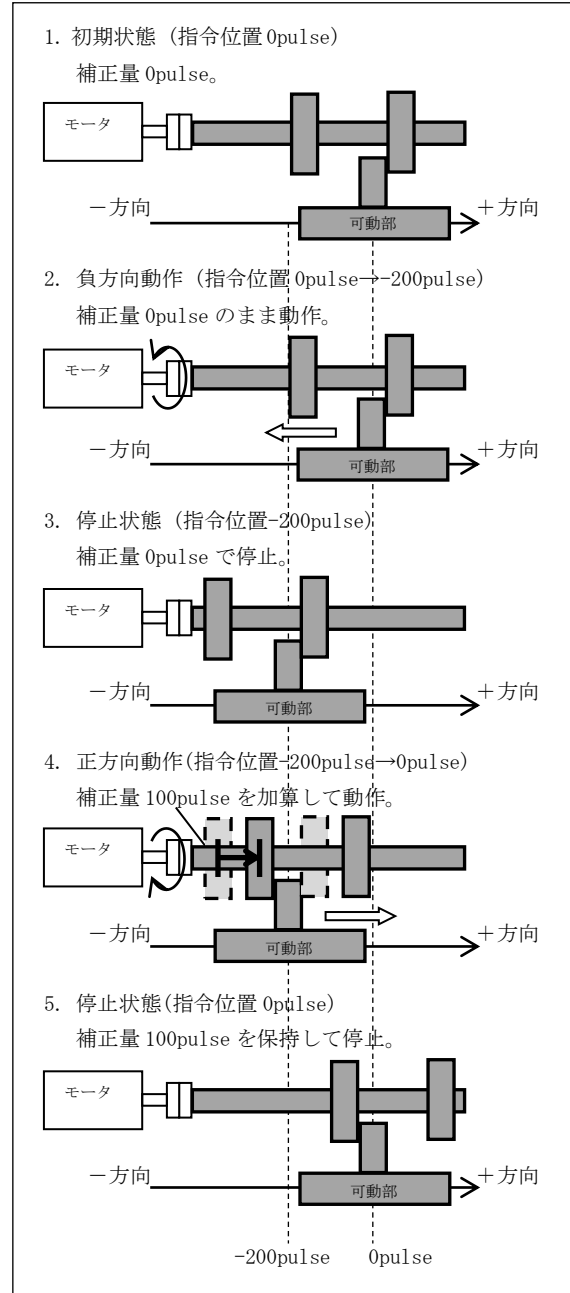 1. 初期状態 (指令位置 0pulse)
補正量 0pulse。
モータ
－方向
＋方向
可動部
2. 負方向動作 (指令位置 0pulse→-200pulse)
補正量 0pulse のまま動作。
モータ
－方向
＋方向
可動部
3. 停止状態 (指令位置-200pulse)
補正量 0pulse で停止。
モータ
－方向
＋方向
可動部
4. 正方向動作(指令位置-200pulse→0pulse)
補正量 100pulse を加算して動作。
モータ
－方向
＋方向
可動部
5. 停止状態(指令位置 0pulse)
補正量 100pulse を保持して停止。
モータ
－方向
＋方向
可動部
-200pulse 0pulse